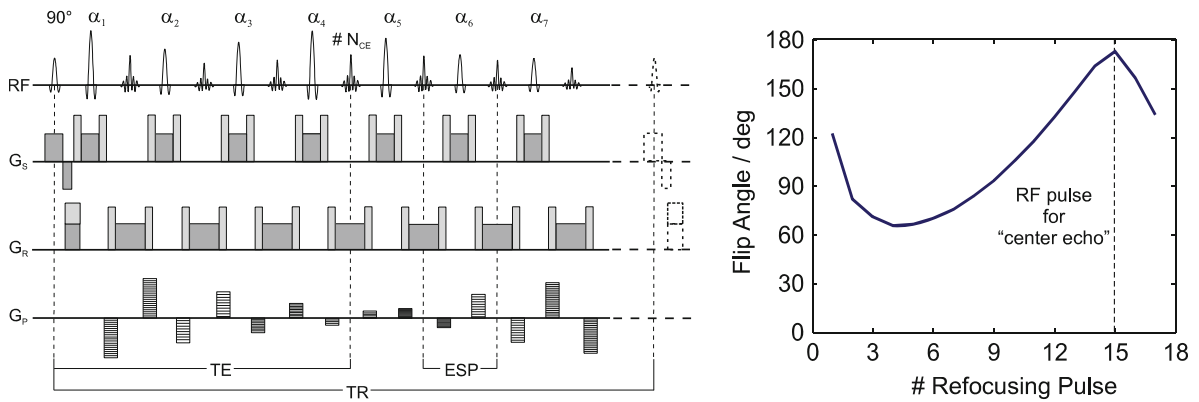 90° α1 α2 α3 α4 α5 α6 α7
# NCE
RF
GS
GR
GP
TE
ESP
TR
Flip Angle / deg
180
150
120
90
60
30
0
RF pulse
for
“center echo”
0 3 6 9 12 15 18
# Refocusing Pulse